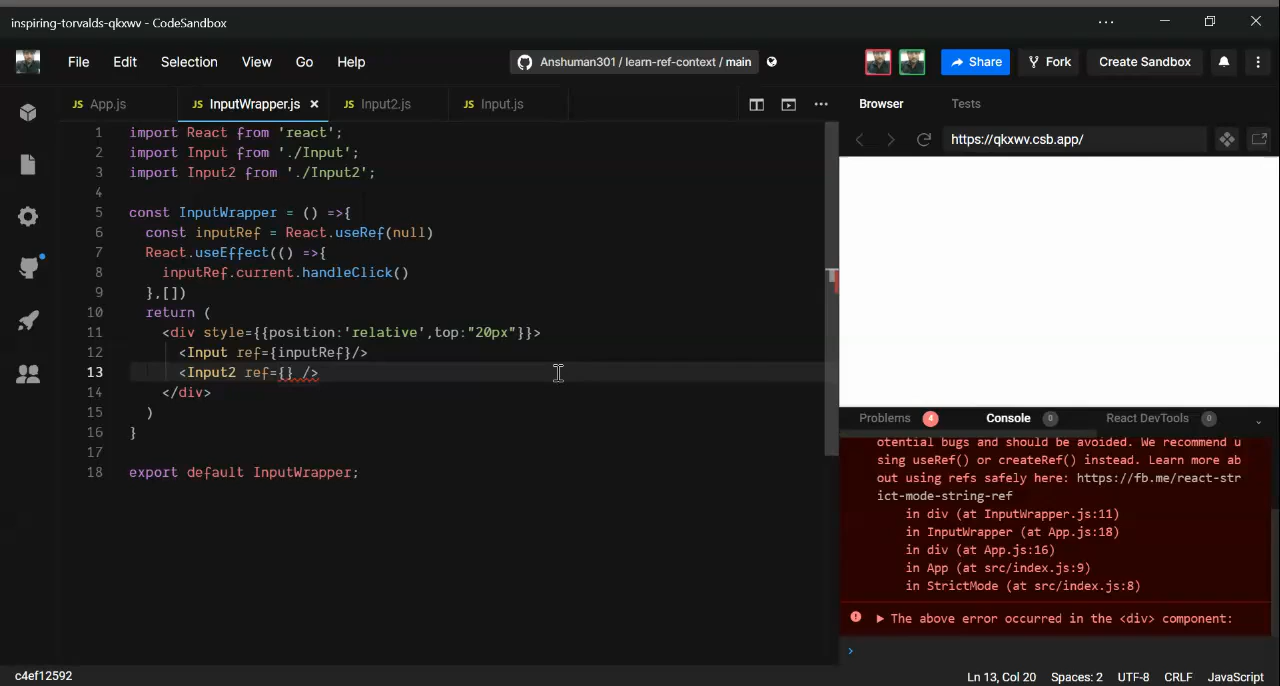 inspiring-torvalds-qkxwv - CodeSandbox
File Edit Selection View Go Help
Anshuman301 / learn-ref-context / main
Share Fork Create Sandbox
JS App.js JS InputWrapper.js JS Input2.js JS Input.js
Browser Tests
https://qkxwv.csb.app/
1 import React from 'react';
2 import Input from './Input';
3 import Input2 from './Input2';
4
5 const InputWrapper = () =>{
6 const inputRef = React.useRef(null)
7 React.useEffect(() =>{
8 inputRef.current.handleClick()
9 },[])
10 return (
11 <div style={{position:'relative',top:"20px"}}>
12 <Input ref={inputRef}/>
13 <Input2 ref={} />
14 </div>
15 )
16 }
17
18 export default InputWrapper;
Problems 4 Console 0 React DevTools 0
otential bugs and should be avoided. We recommend u
sing useRef() or createRef() instead. Learn more ab
out using refs safely here: https://fb.me/react-str
ict-mode-string-ref
in div (at InputWrapper.js:11)
in InputWrapper (at App.js:18)
in div (at App.js:16)
in App (at src/index.js:9)
in StrictMode (at src/index.js:8)
The above error occurred in the <div> component:
c4ef12592
Ln 13, Col 20 Spaces: 2 UTF-8 CRLF JavaScript